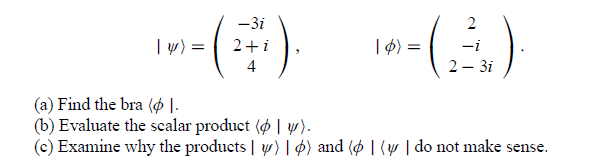 | ψ⟩ = ( −3i 2 + i 4 ), | ϕ⟩ = ( 2 −i 2 − 3i ).
(a) Find the bra ⟨ϕ |.
(b) Evaluate the scalar product ⟨ϕ | ψ⟩.
(c) Examine why the products | ψ⟩ | ϕ⟩ and ⟨ϕ | ⟨ψ | do not make sense.